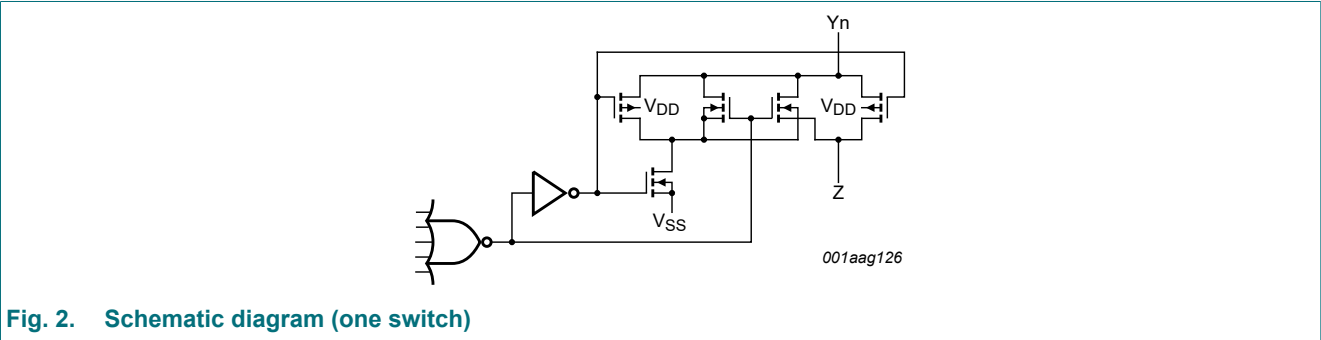 Yn
VDD
VDD
Z
VSS
001aag126
Fig. 2. Schematic diagram (one switch)